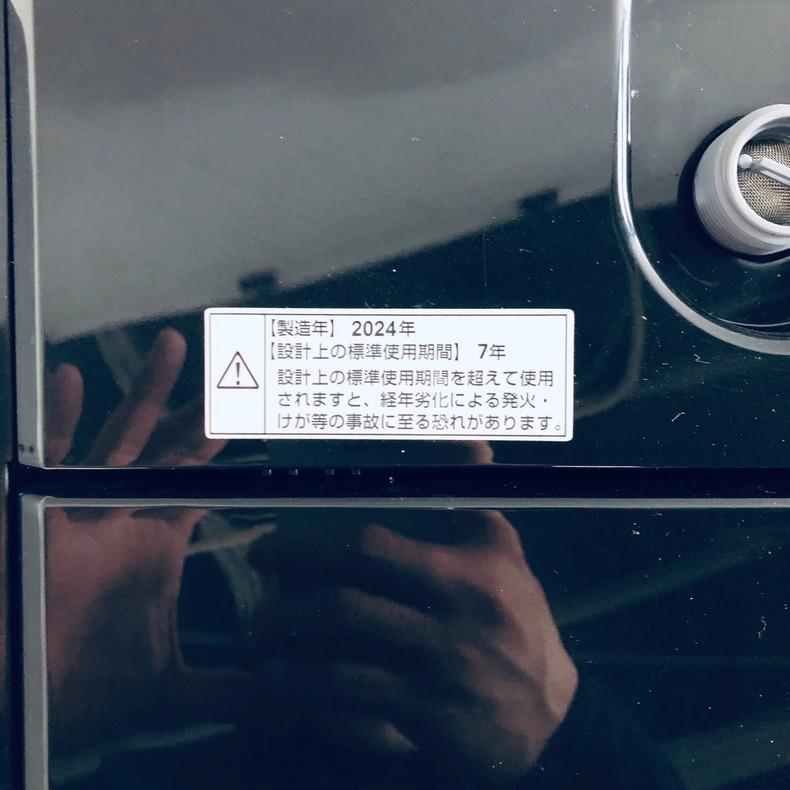 【製造年】 2024年
【設計上の標準使用期間】 7年
設計上の標準使用期間を超えて使用
されますと、経年劣化による発火・
けが等の事故に至る恐れがあります。